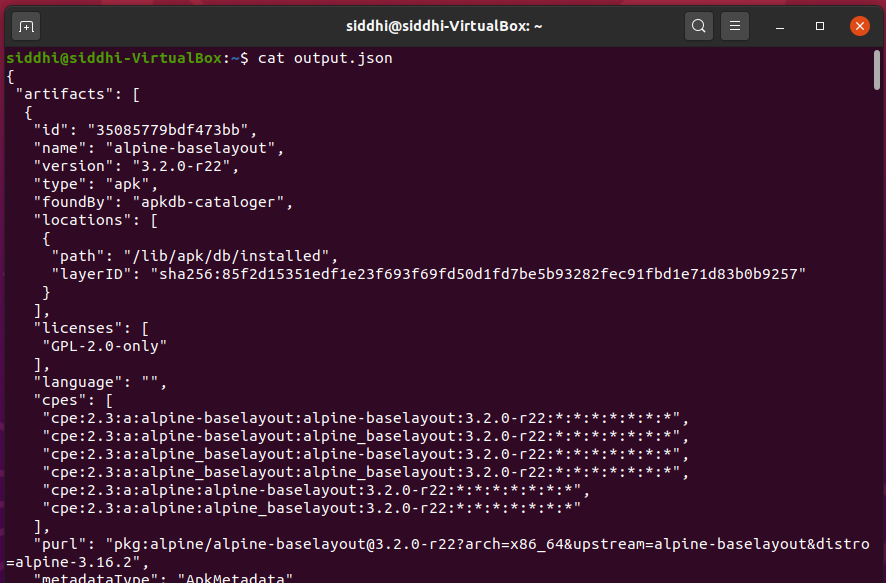 siddhi@siddhi-VirtualBox: ~
siddhi@siddhi-VirtualBox:~$ cat output.json
{
 "artifacts": [
  {
   "id": "35085779bdf473bb",
   "name": "alpine-baselayout",
   "version": "3.2.0-r22",
   "type": "apk",
   "foundBy": "apkdb-cataloger",
   "locations": [
    {
     "path": "/lib/apk/db/installed",
     "layerID": "sha256:85f2d15351edf1e23f693f69fd50d1fd7be5b93282fec91fbd1e71d83b0b9257"
    }
   ],
   "licenses": [
    "GPL-2.0-only"
   ],
   "language": "",
   "cpes": [
    "cpe:2.3:a:alpine-baselayout:alpine-baselayout:3.2.0-r22:*:*:*:*:*:*:*",
    "cpe:2.3:a:alpine-baselayout:alpine_baselayout:3.2.0-r22:*:*:*:*:*:*:*",
    "cpe:2.3:a:alpine_baselayout:alpine-baselayout:3.2.0-r22:*:*:*:*:*:*:*",
    "cpe:2.3:a:alpine_baselayout:alpine_baselayout:3.2.0-r22:*:*:*:*:*:*:*",
    "cpe:2.3:a:alpine:alpine-baselayout:3.2.0-r22:*:*:*:*:*:*:*",
    "cpe:2.3:a:alpine:alpine_baselayout:3.2.0-r22:*:*:*:*:*:*:*"
   ],
   "purl": "pkg:alpine/alpine-baselayout@3.2.0-r22?arch=x86_64&upstream=alpine-baselayout&distro
=alpine-3.16.2",
   "metadataType": "ApkMetadata"